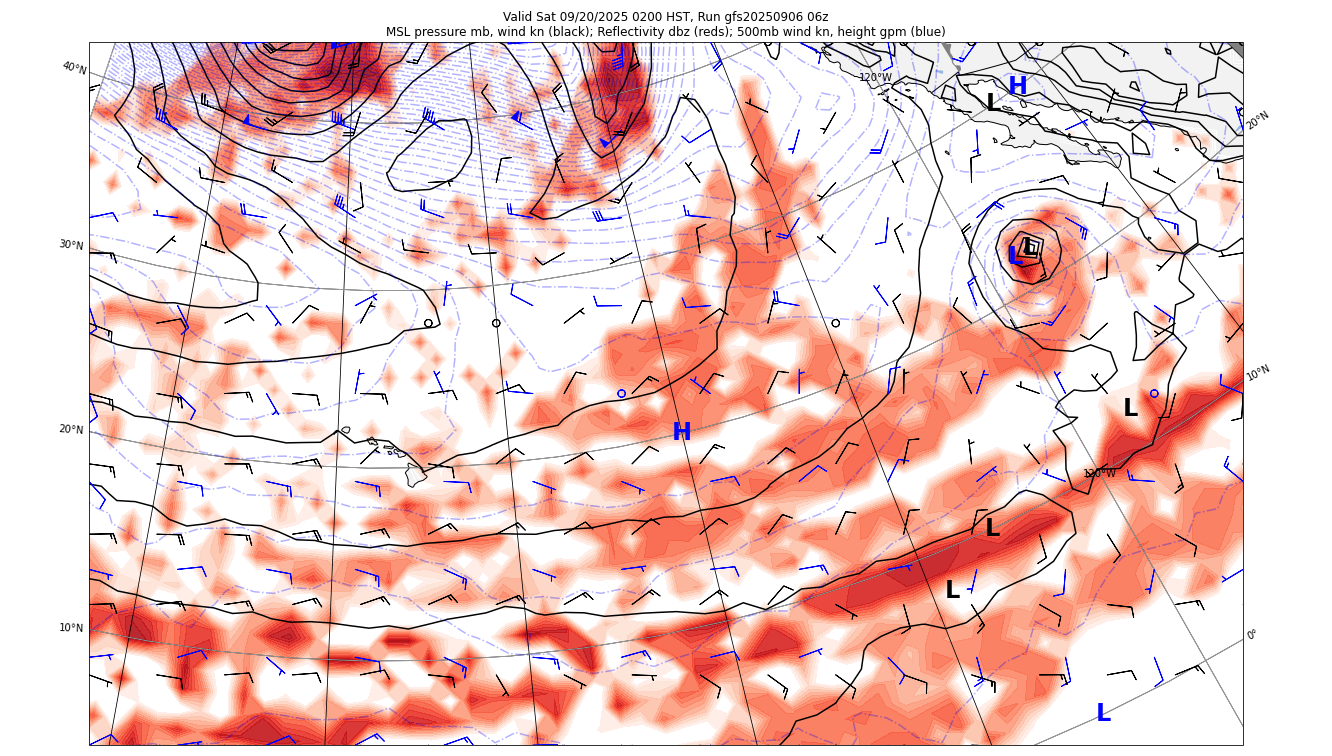 Valid Sat 09/20/2025 0200 HST, Run gfs20250906 06z
MSL pressure mb, wind kn (black); Reflectivity dbz (reds); 500mb wind kn, height gpm (blue)
40°N
120°W
H
L
20°N
30°N
L
L
10°N
L
20°N
H
120°W
L
L
10°N
0°
L